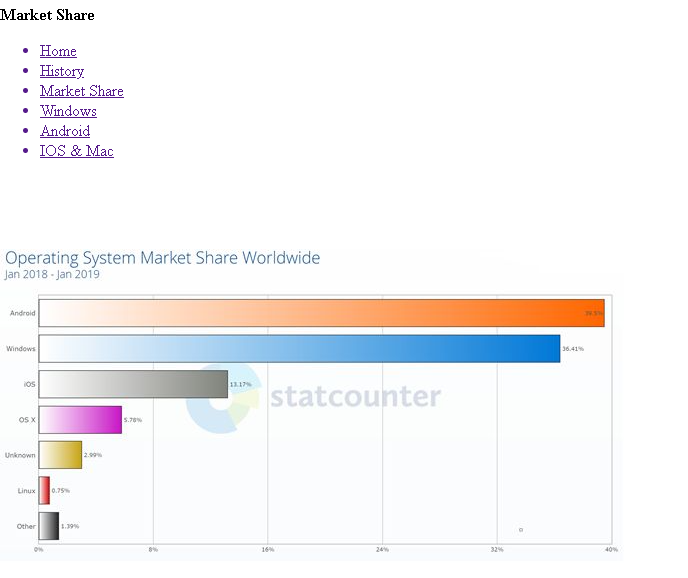 Market Share
Home
History
Market Share
Windows
Android
IOS & Mac
Operating System Market Share Worldwide
Jan 2018 - Jan 2019
Android 39.5%
Windows 36.41%
iOS 13.17%
statcounter
OS X 5.78%
Unknown 2.99%
Linux 0.75%
Other 1.39%
0% 8% 16% 24% 32% 40%